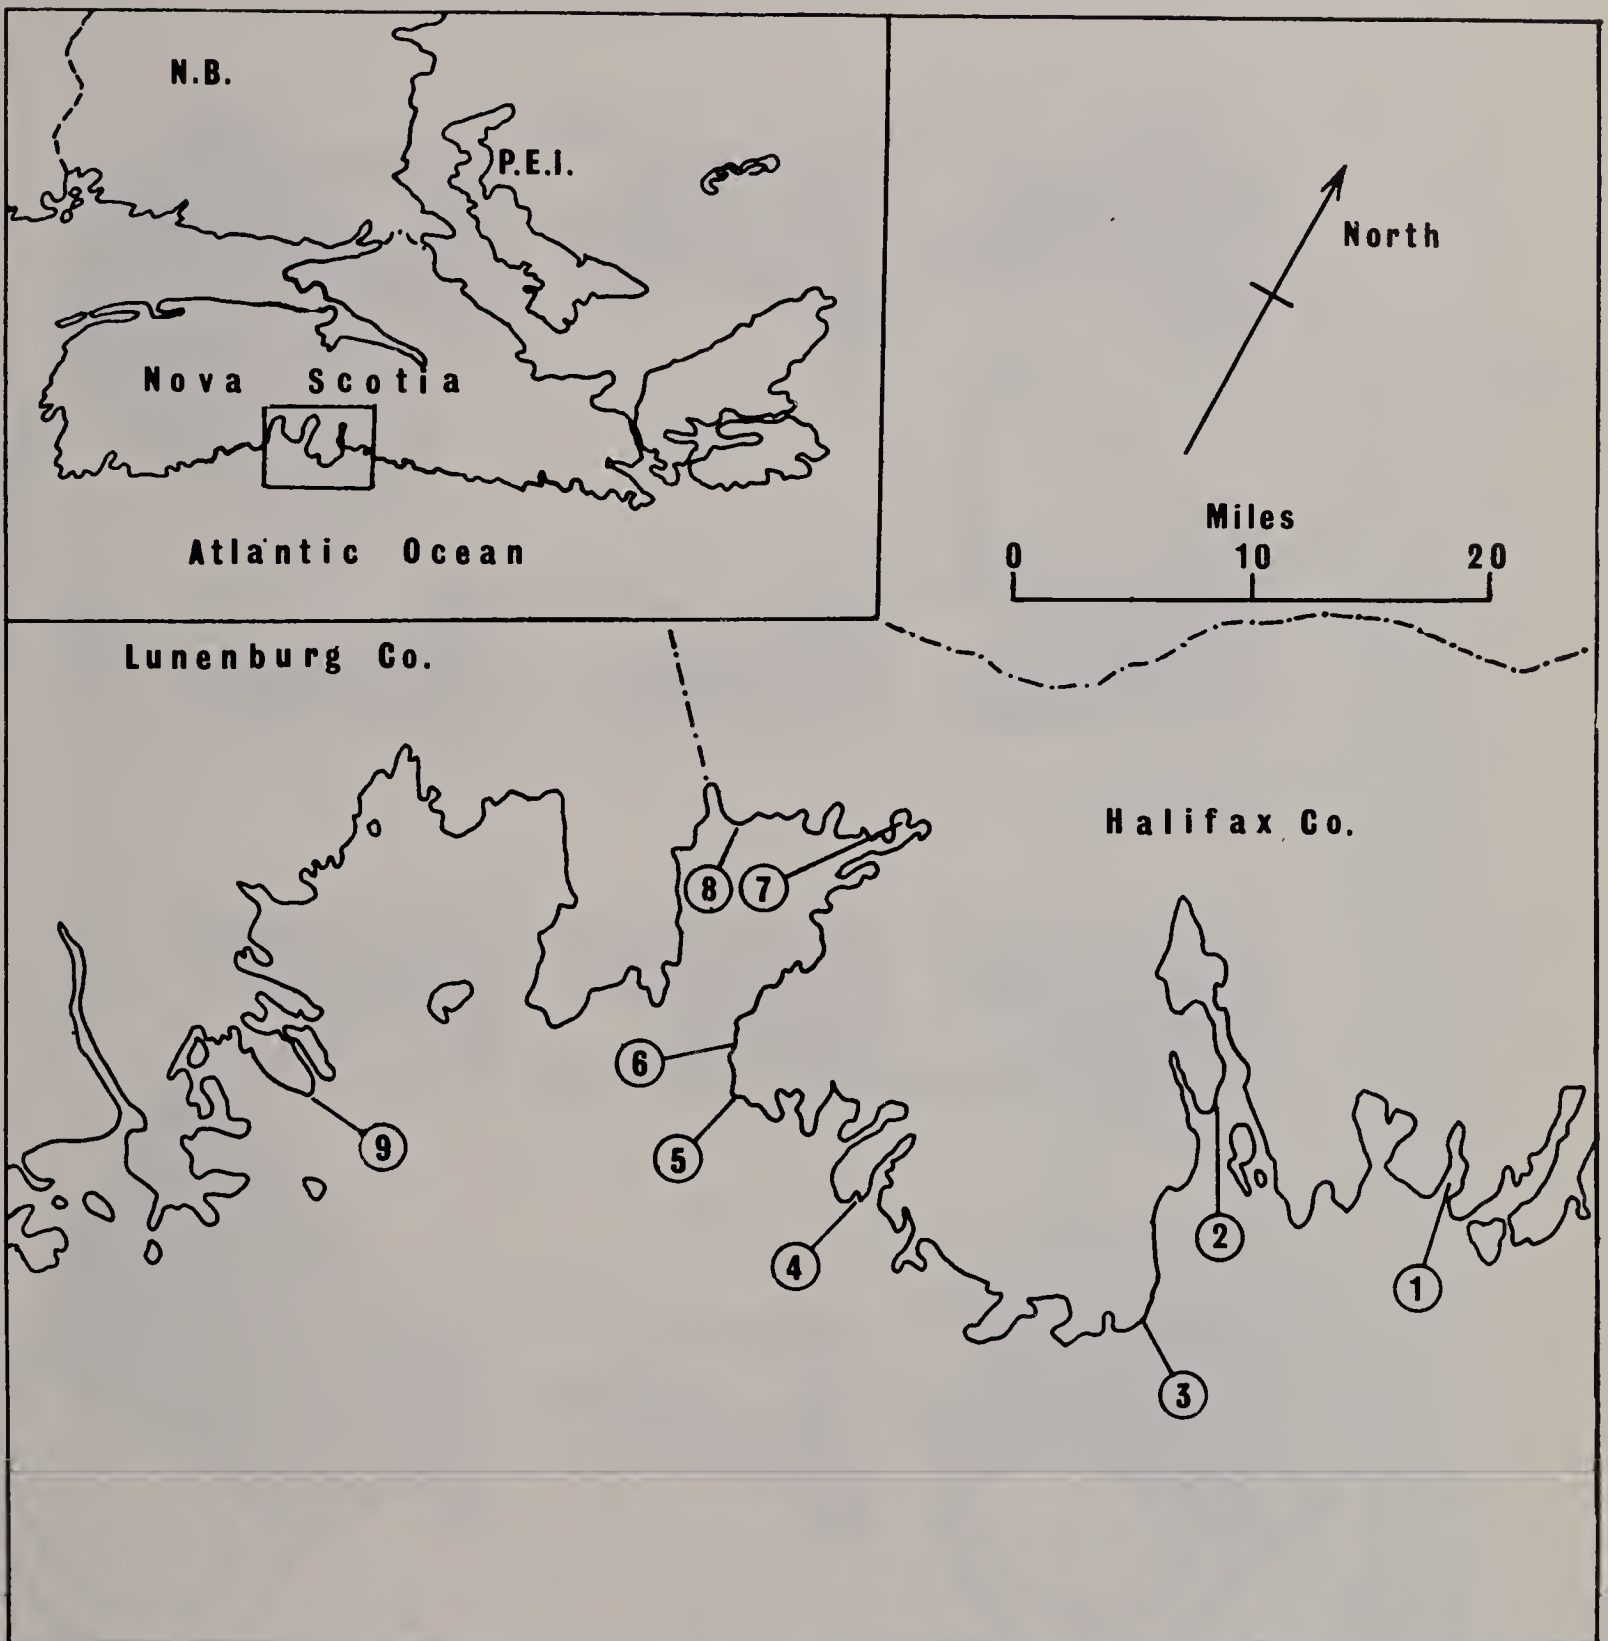 N.B.
P.E.I.
Nova Scotia
Atlantic Ocean
North
Miles
0 10 20
Lunenburg Co.
Halifax Co.
8 7
6
9
5
4
2
1
3